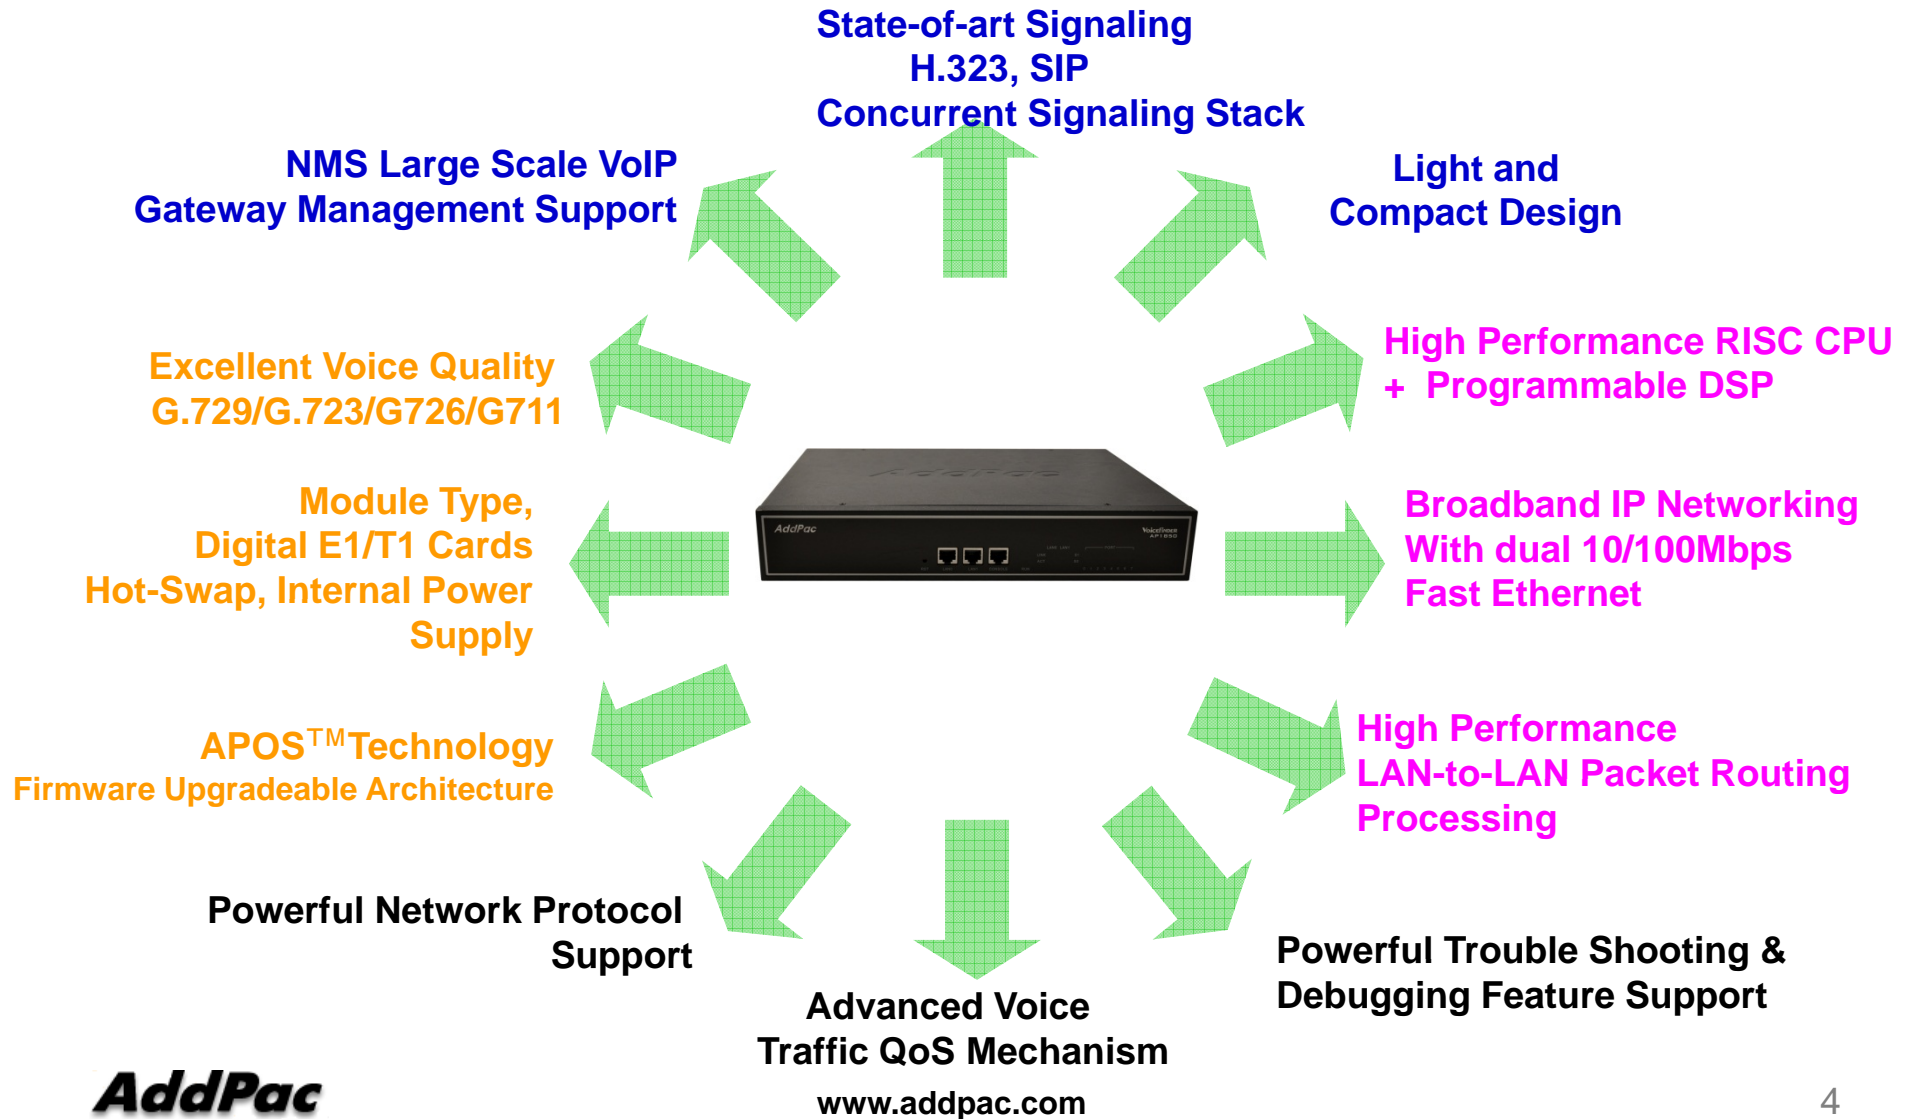 State-of-art Signaling
H.323, SIP
Concurrent Signaling Stack
NMS Large Scale VoIP
Gateway Management Support
Light and
Compact Design
Excellent Voice Quality
G.729/G.723/G726/G711
High Performance RISC CPU
+ Programmable DSP
Module Type,
Digital E1/T1 Cards
Hot-Swap, Internal Power
Supply
AddPac
AddPac
VoiceFinder
AP1850
Broadband IP Networking
With dual 10/100Mbps
Fast Ethernet
APOS™Technology
Firmware Upgradeable Architecture
High Performance
LAN-to-LAN Packet Routing
Processing
Powerful Network Protocol
Support
Advanced Voice
Traffic QoS Mechanism
Powerful Trouble Shooting &
Debugging Feature Support
AddPac
www.addpac.com
4